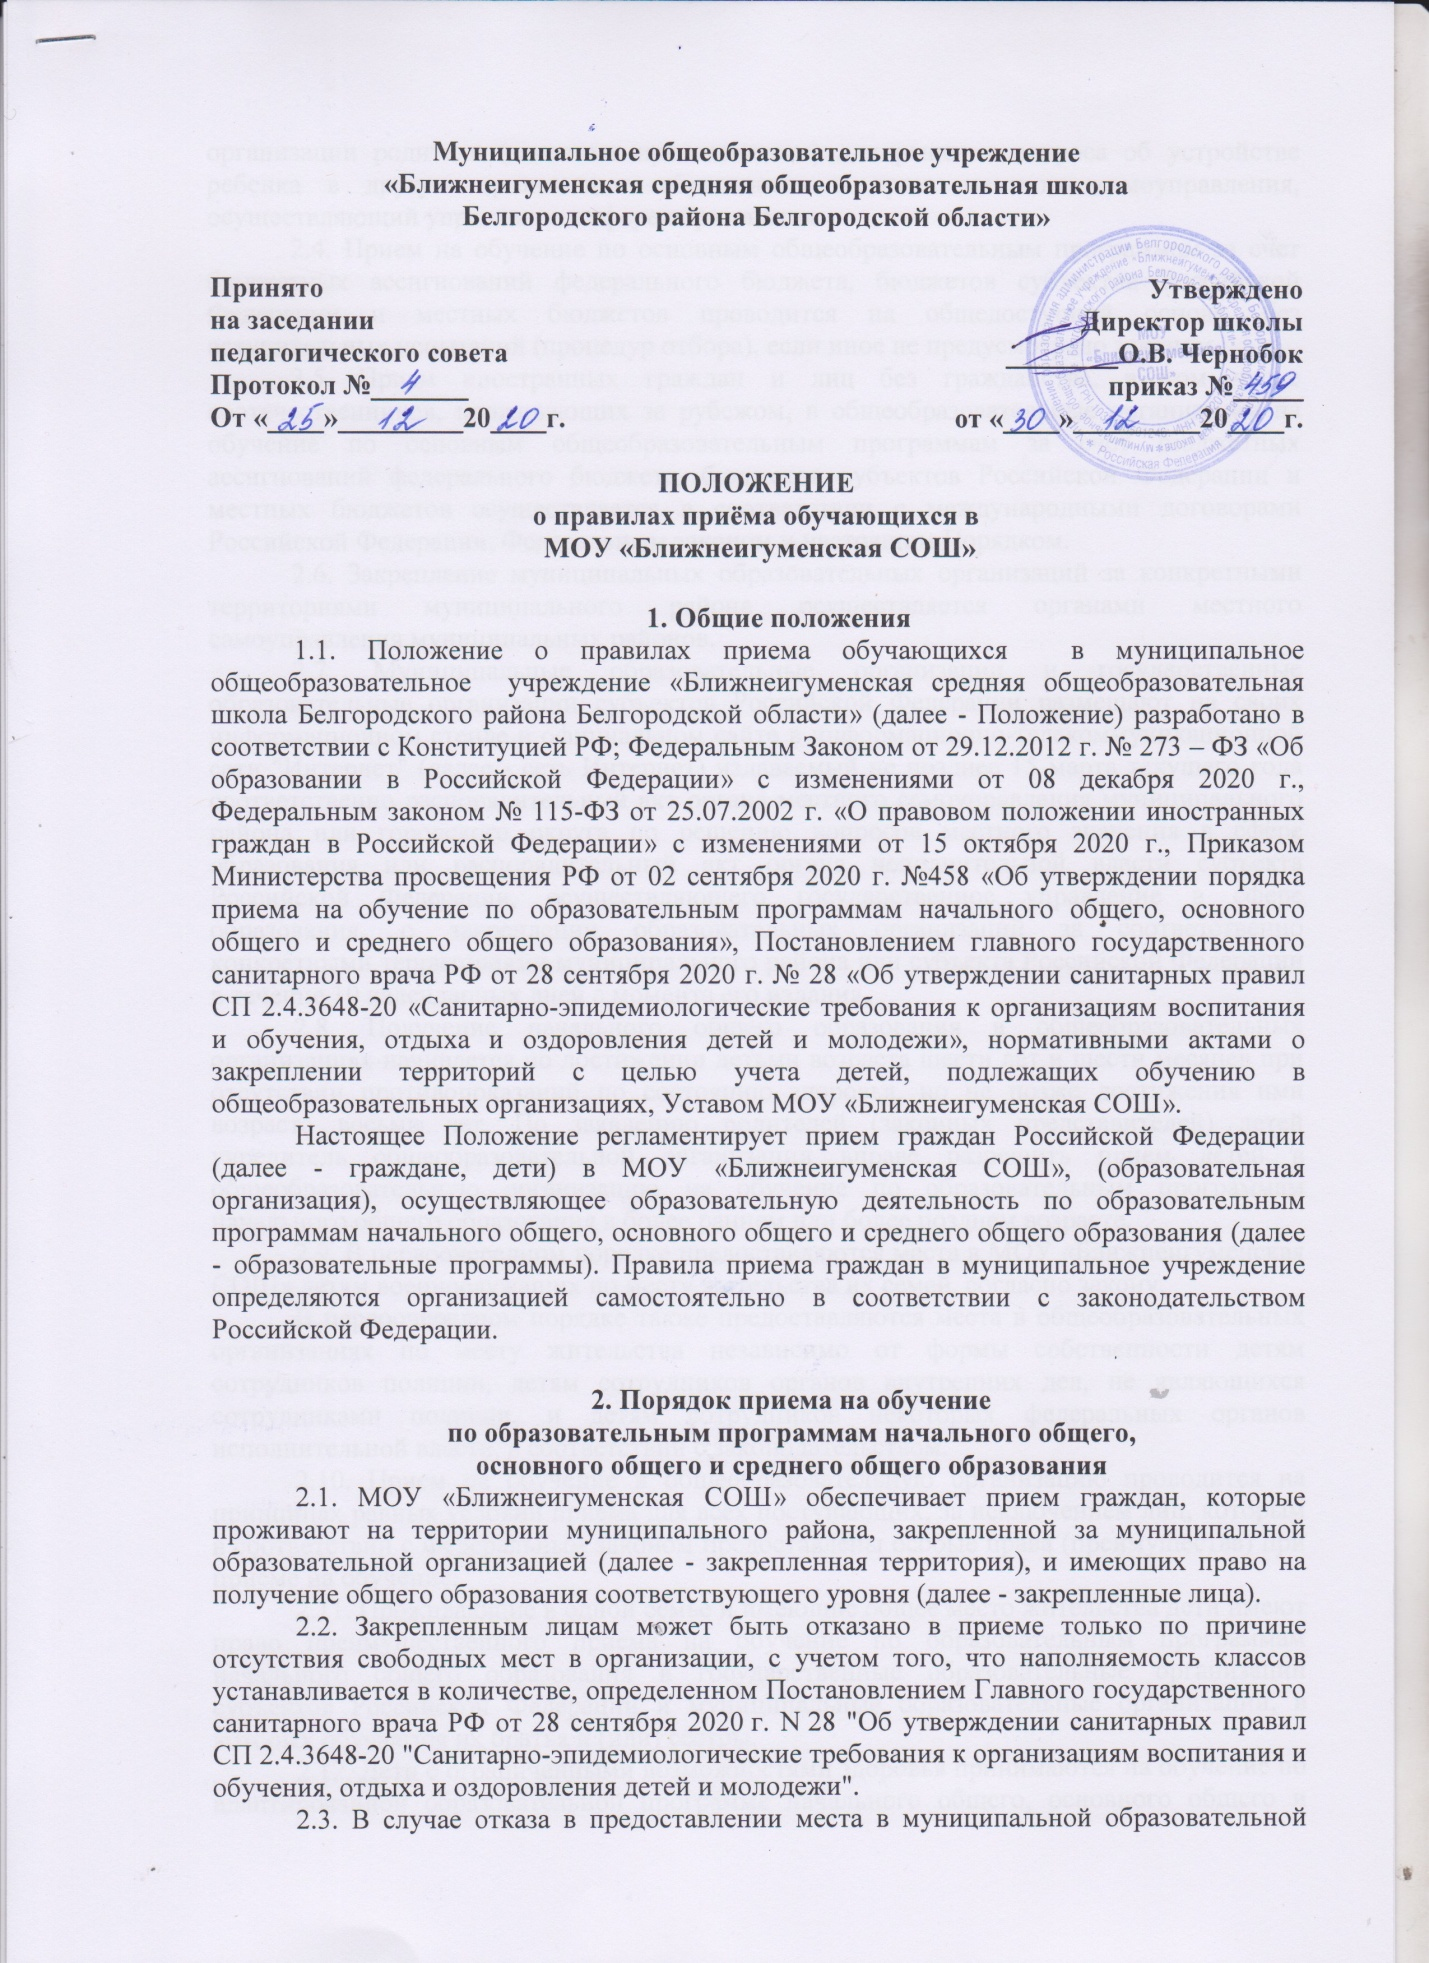 Муниципальное общеобразовательное учреждение
«Ближнеигуменская средняя общеобразовательная школа
Белгородского района Белгородской области»
Принято
на заседании
педагогического совета
Протокол № 4
От «25» 12 2020г.
Утверждено
Директор школы
О.В. Чернобок
приказ № 459
от «30» 12 2020г.
МОУ
«Ближнеигуменская
СОШ»
ПОЛОЖЕНИЕ
о правилах приёма обучающихся в
МОУ «Ближнеигуменская СОШ»
1. Общие положения
1.1. Положение о правилах приема обучающихся в муниципальное
общеобразовательное учреждение «Ближнеигуменская средняя общеобразовательная
школа Белгородского района Белгородской области» (далее - Положение) разработано в
соответствии с Конституцией РФ; Федеральным Законом от 29.12.2012 г. № 273 – ФЗ «Об
образовании в Российской Федерации» с изменениями от 08 декабря 2020 г.,
Федеральным законом № 115-ФЗ от 25.07.2002 г. «О правовом положении иностранных
граждан в Российской Федерации» с изменениями от 15 октября 2020 г., Приказом
Министерства просвещения РФ от 02 сентября 2020 г. №458 «Об утверждении порядка
приема на обучение по образовательным программам начального общего, основного
общего и среднего общего образования», Постановлением главного государственного
санитарного врача РФ от 28 сентября 2020 г. № 28 «Об утверждении санитарных правил
СП 2.4.3648-20 «Санитарно-эпидемиологические требования к организациям воспитания
и обучения, отдыха и оздоровления детей и молодежи», нормативными актами о
закреплении территорий с целью учета детей, подлежащих обучению в
общеобразовательных организациях, Уставом МОУ «Ближнеигуменская СОШ».
Настоящее Положение регламентирует прием граждан Российской Федерации
(далее - граждане, дети) в МОУ «Ближнеигуменская СОШ», (образовательная
организация), осуществляющее образовательную деятельность по образовательным
программам начального общего, основного общего и среднего общего образования (далее
- образовательные программы). Правила приема граждан в муниципальное учреждение
определяются организацией самостоятельно в соответствии с законодательством
Российской Федерации.
2. Порядок приема на обучение
по образовательным программам начального общего,
основного общего и среднего общего образования
2.1. МОУ «Ближнеигуменская СОШ» обеспечивает прием граждан, которые
проживают на территории муниципального района, закрепленной за муниципальной
образовательной организацией (далее - закрепленная территория), и имеющих право на
получение общего образования соответствующего уровня (далее - закрепленные лица).
2.2. Закрепленным лицам может быть отказано в приеме только по причине
отсутствия свободных мест в организации, с учетом того, что наполняемость классов
устанавливается в количестве, определенном Постановлением Главного государственного
санитарного врача РФ от 28 сентября 2020 г. N 28 "Об утверждении санитарных правил
СП 2.4.3648-20 "Санитарно-эпидемиологические требования к организациям воспитания и
обучения, отдыха и оздоровления детей и молодежи".
2.3. В случае отказа в предоставлении места в муниципальной образовательной